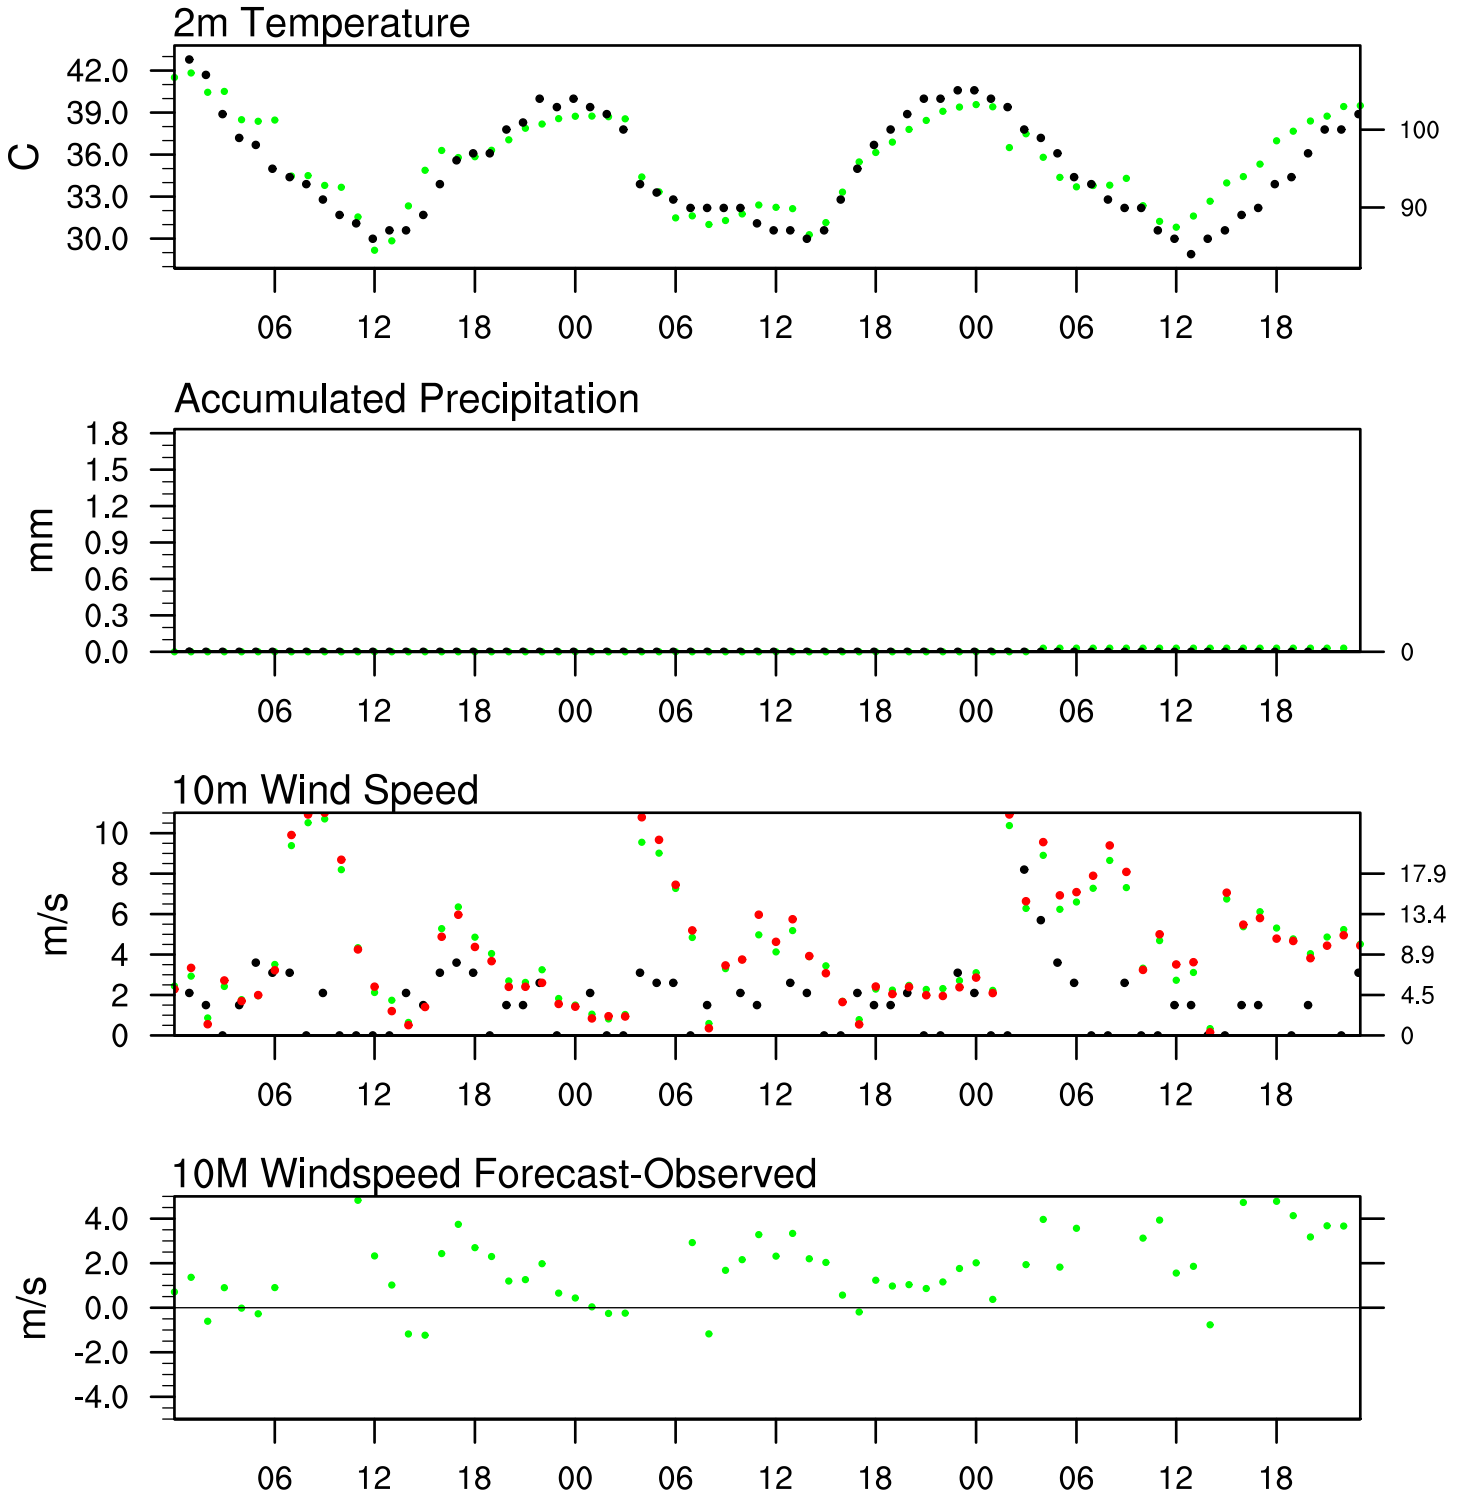 2m Temperature
42.0
39.0
36.0
33.0
30.0
C
100
90
06 12 18 00 06 12 18 00 06 12 18
Accumulated Precipitation
1.8
1.5
1.2
0.9
0.6
0.3
0.0
mm
0
06 12 18 00 06 12 18 00 06 12 18
10m Wind Speed
10
8
6
4
2
0
m/s
17.9
13.4
8.9
4.5
0
06 12 18 00 06 12 18 00 06 12 18
10M Windspeed Forecast-Observed
4.0
2.0
0.0
-2.0
-4.0
m/s
06 12 18 00 06 12 18 00 06 12 18